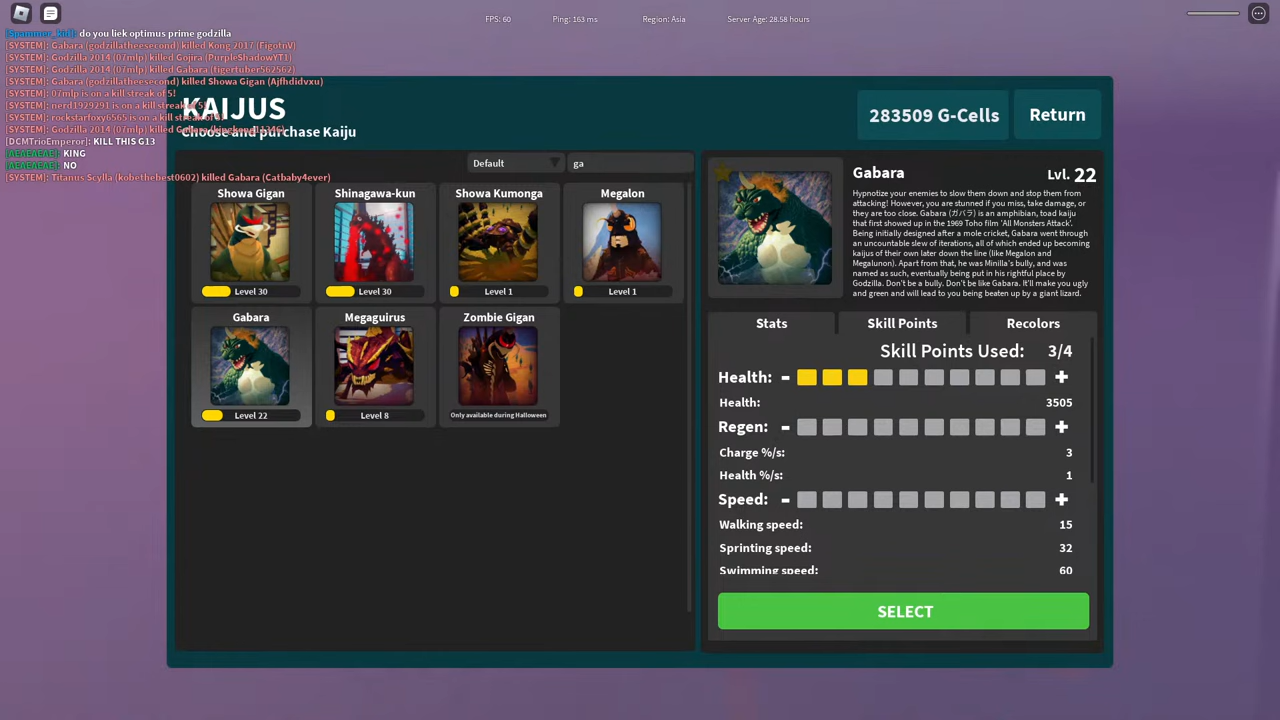 FPS: 60
Ping: 163 ms
Region: Asia
Server Age: 28.58 hours
[Spammer_kid]: do you liek optimus prime godzilla
[SYSTEM]: Gabara (godzillatheesecond) killed Kong 2017 (FigotnV)
[SYSTEM]: Godzilla 2014 (07mlp) killed Gojira (PurpleShadowYT1)
[SYSTEM]: Godzilla 2014 (07mlp) killed Gabara (tigertuber562562)
[SYSTEM]: Gabara (godzillatheesecond) killed Showa Gigan (Ajfhdidvxu)
[SYSTEM]: 07mlp is on a kill streak of 5!
[SYSTEM]: nerd1929291 is on a kill streak of 5!
[SYSTEM]: rockstarfoxy6565 is on a kill streak of
[SYSTEM]: Godzilla 2014 (07mlp) killed Gabara
[DCMTrioEmperor]: KILL THIS G13
KING
NO
[SYSTEM]: Titanus Scylla (kobethebest0602) killed Gabara (Catbaby4ever)
KAIJUS
Choose and purchase Kaiju
283509 G-Cells
Return
Default
ga
Showa Gigan
Level 30
Shinagawa-kun
Level 30
Showa Kumonga
Level 1
Megalon
Level 1
Gabara
Level 22
Megaguirus
Level 8
Zombie Gigan
Only available during Halloween
Gabara
Lvl. 22
Hypnotize your enemies to slow them down and stop them from
attacking! However, you are stunned if you miss, take damage, or
they are too close. Gabara (ガバラ) is an amphibian, toad kaiju
that first showed up in the 1969 Toho film 'All Monsters Attack'.
Being initially designed after a mole cricket, Gabara went through
an uncountable slew of iterations, all of which ended up becoming
kaijus of their own later down the line (like Megalon and
Megalunon). Apart from that, he was Minilla's bully, and was
named as such, eventually being put in his rightful place by
Godzilla. Don't be a bully. Don't be like Gabara. It'll make you ugly
and green and will lead to you being beaten up by a giant lizard.
Stats
Skill Points
Recolors
Skill Points Used: 3/4
Health: - +
Health: 3505
Regen: - +
Charge %/s: 3
Health %/s: 1
Speed: - +
Walking speed: 15
Sprinting speed: 32
Swimming speed: 60
SELECT